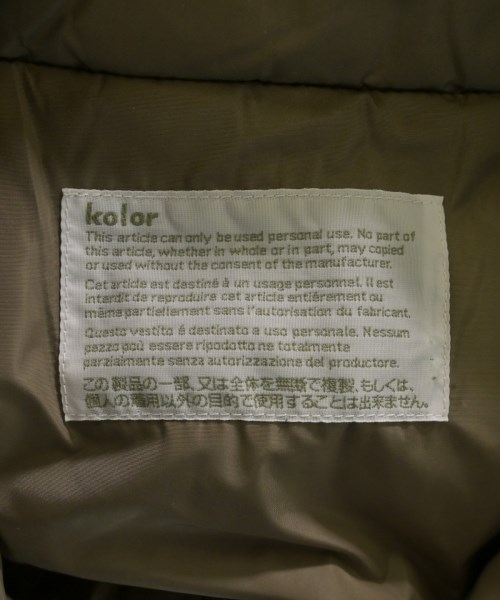 kolor
This article can only be used personal use. No part of
this article, whether in whole or in part, may copied
or used without the consent of the manufacturer.
Cet article est destiné à un usage personnel. Il est
interdit de reproduire cet article entiérement ou
même partiellement sans l'autorisation du fabricant.
Questo vestito é destinato a uso personale. Nessum
pezzo può essere ripodotto ne totalmente
parzialmente senza autorizzazione del productore.
この製品の一部、又は全体を無断で複製、もしくは、
個人の着用以外の目的で使用することは出来ません。